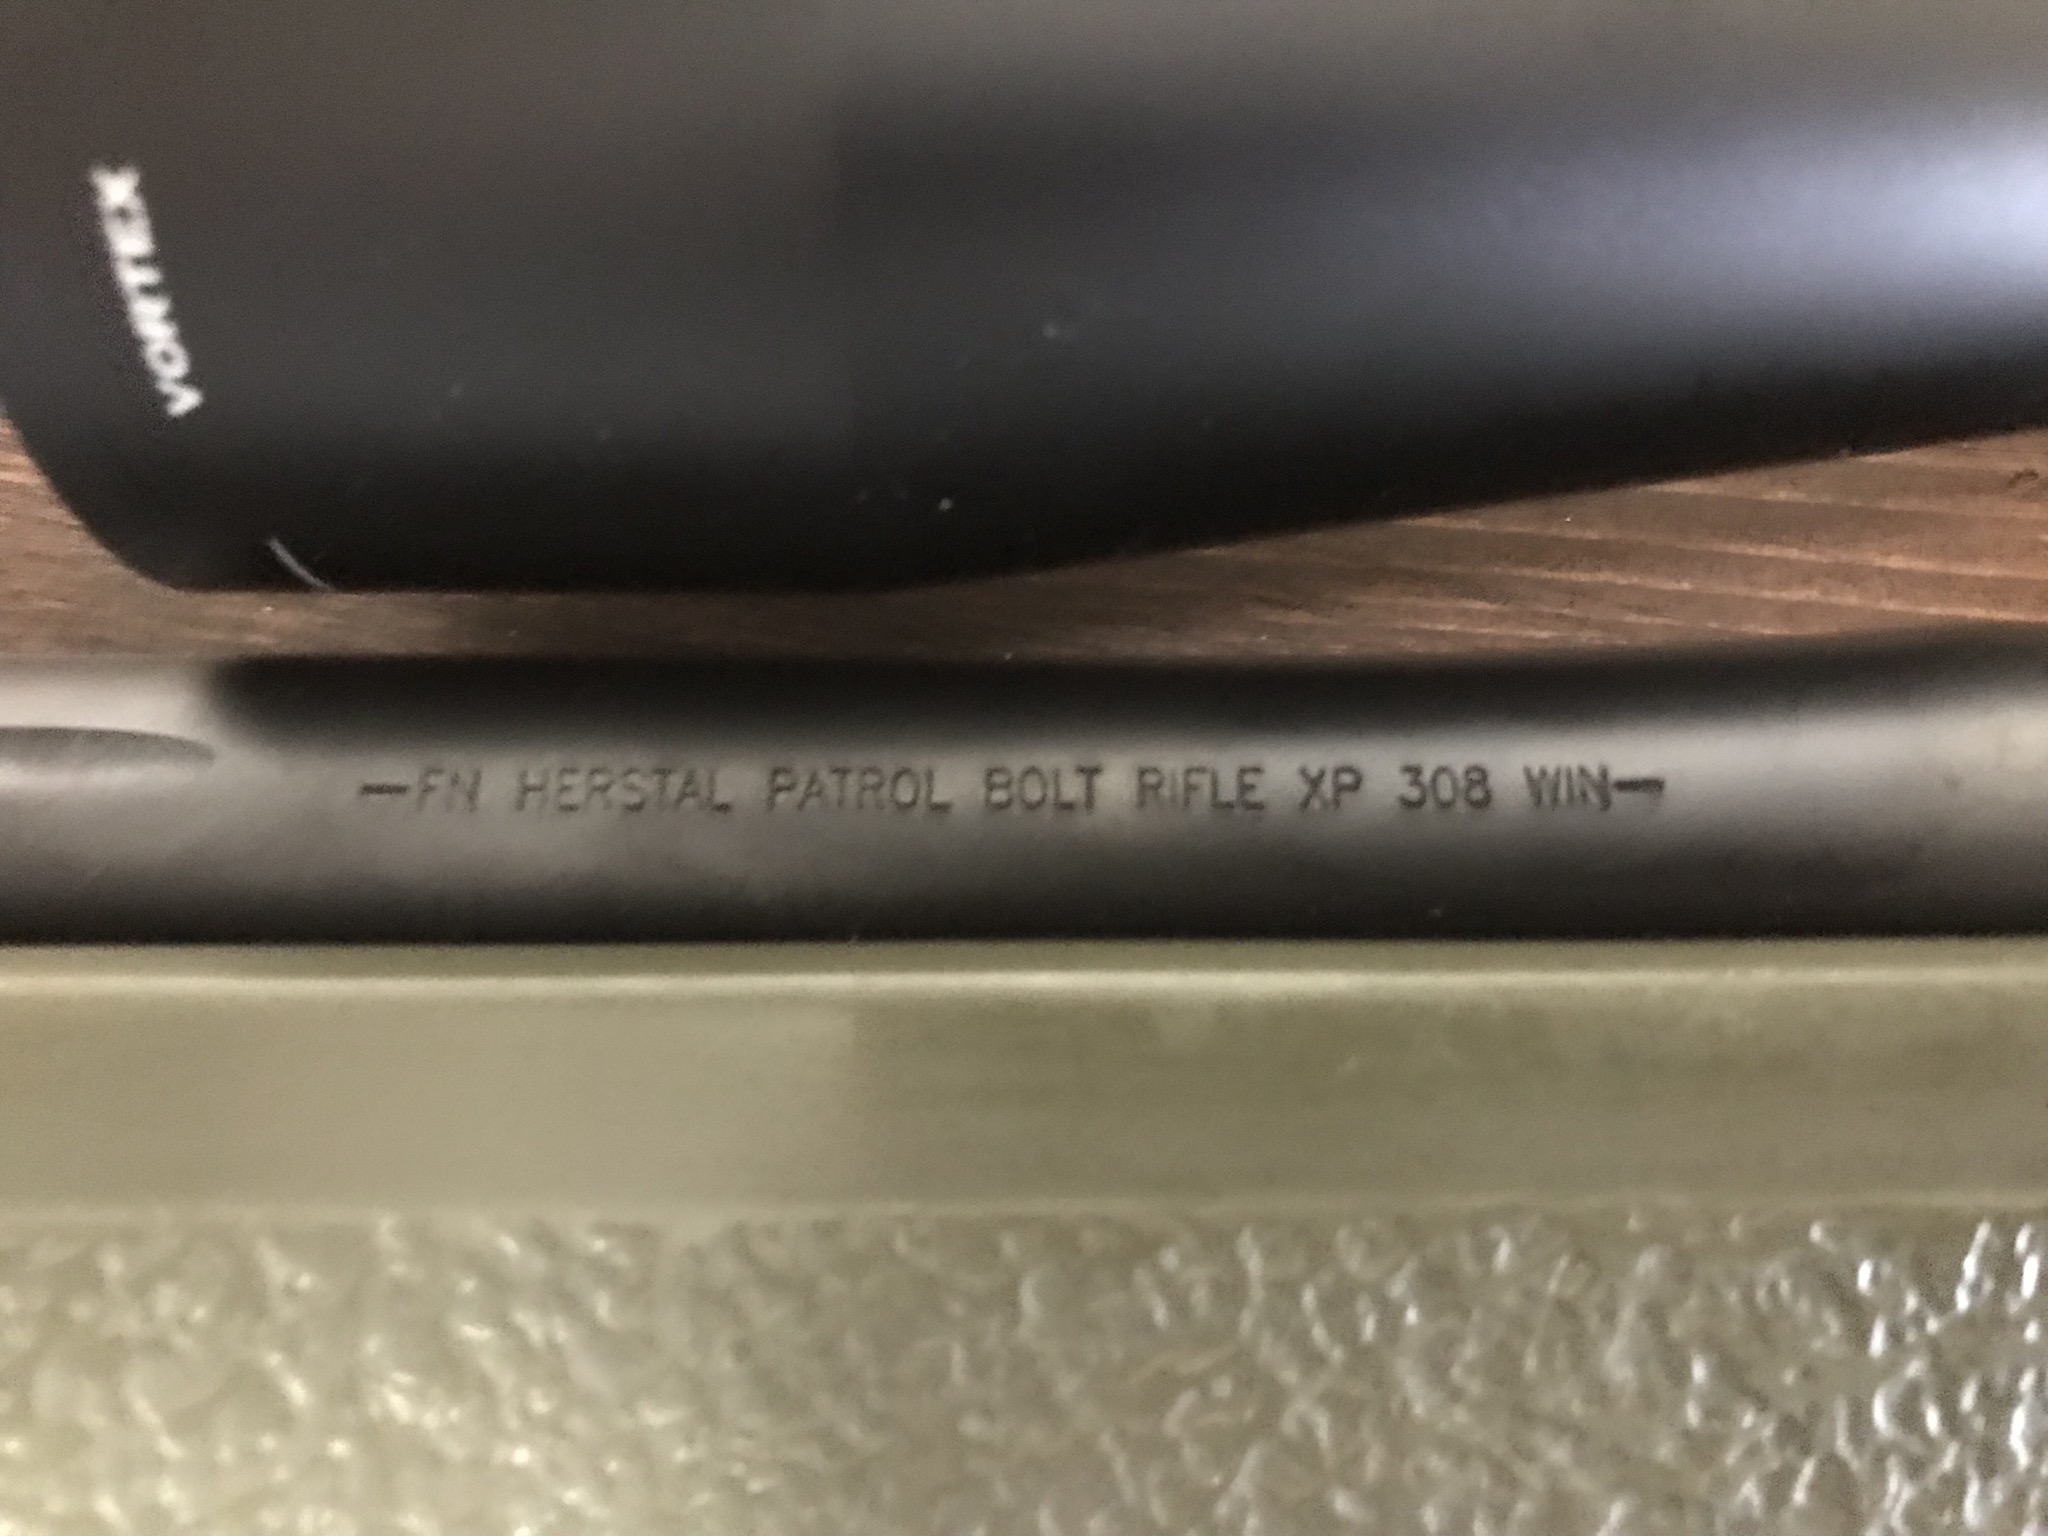 VORTEX
—FN HERSTAL PATROL BOLT RIFLE XP 308 WIN—